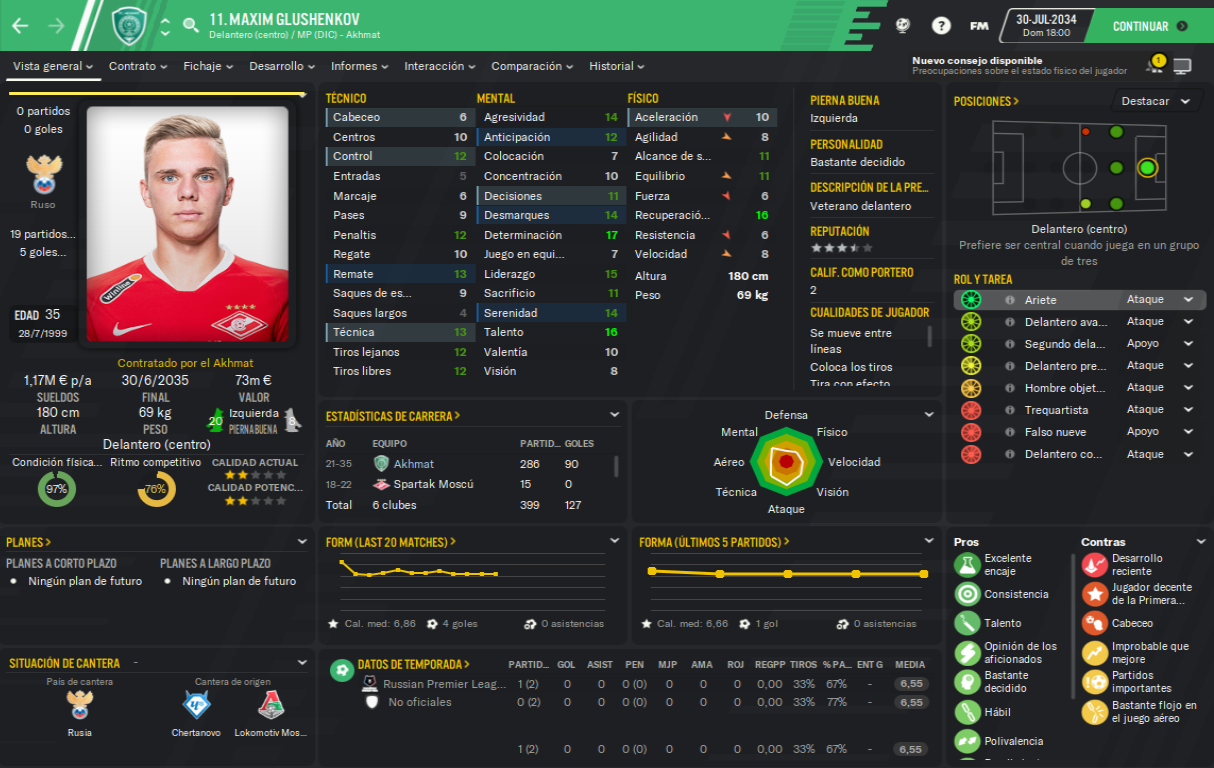 11. MAXIM GLUSHENKOV
Delantero (centro) / MP (DIC) - Akhmat
FM
30-JUL-2034
Dom 18:00
CONTINUAR
Vista general
Contrato
Fichaje
Desarrollo
Informes
Interacción
Comparación
Historial
Nuevo consejo disponible
Preocupaciones sobre el estado físico del jugador
1
0 partidos
0 goles
Ruso
19 partidos...
5 goles...
EDAD 35
28/7/1999
Winline
Contratado por el Akhmat
1,17M € p/a 30/6/2035 73m €
SUELDOS FINAL VALOR
180 cm 69 kg 20 Izquierda 8
ALTURA PESO PIERNA BUENA
Delantero (centro)
Condición física... Ritmo competitivo CALIDAD ACTUAL
97% 76%
CALIDAD POTENC...
TÉCNICO
Cabeceo 6
Centros 10
Control 12
Entradas 5
Marcaje 6
Pases 9
Penaltis 12
Regate 10
Remate 13
Saques de es... 9
Saques largos 4
Técnica 13
Tiros lejanos 12
Tiros libres 12
MENTAL
Agresividad 14
Anticipación 12
Colocación 7
Concentración 10
Decisiones 11
Desmarques 14
Determinación 17
Juego en equi... 7
Liderazgo 15
Sacrificio 11
Serenidad 14
Talento 16
Valentía 10
Visión 8
FÍSICO
Aceleración 10
Agilidad 8
Alcance de s... 11
Equilibrio 11
Fuerza 6
Recuperació... 16
Resistencia 6
Velocidad 8
Altura 180 cm
Peso 69 kg
PIERNA BUENA
Izquierda
PERSONALIDAD
Bastante decidido
DESCRIPCIÓN DE LA PRE...
Veterano delantero
REPUTACIÓN
CALIF. COMO PORTERO
2
CUALIDADES DE JUGADOR
Se mueve entre
líneas
Coloca los tiros
Tira con efecto
POSICIONES >
Destacar
Delantero (centro)
Prefiere ser central cuando juega en un grupo
de tres
ROL Y TAREA
Ariete Ataque
Delantero ava... Ataque
Segundo dela... Apoyo
Delantero pre... Ataque
Hombre objet... Ataque
Trequartista Ataque
Falso nueve Apoyo
Delantero co... Ataque
ESTADÍSTICAS DE CARRERA >
AÑO EQUIPO PARTID... GOLES
21-35 Akhmat 286 90
18-22 Spartak Moscú 15 0
Total 6 clubes 399 127
Defensa
Mental Físico
Aéreo Velocidad
Técnica Visión
Ataque
PLANES >
PLANES A CORTO PLAZO PLANES A LARGO PLAZO
Ningún plan de futuro Ningún plan de futuro
FORM (LAST 20 MATCHES) >
Cal. med: 6,86 4 goles 0 asistencias
FORMA (ÚLTIMOS 5 PARTIDOS) >
Cal. med: 6,66 1 gol 0 asistencias
Pros
Excelente
encaje
Consistencia
Talento
Opinión de los
aficionados
Bastante
decidido
Hábil
Polivalencia
Contras
Desarrollo
reciente
Jugador decente
de la Primera...
Cabeceo
Improbable que
mejore
Partidos
importantes
Bastante flojo en
el juego aéreo
SITUACIÓN DE CANTERA -
País de cantera Cantera de origen
Rusia Chertanovo Lokomotiv Mos...
DATOS DE TEMPORADA > PARTID... GOL ASIST PEN MJP AMA ROJ REGPP TIROS % PA... ENT G MEDIA
Russian Premier Leag... 1 (2) 0 0 0 (0) 0 0 0 0,00 33% 67% - 6,55
No oficiales 0 (2) 0 0 0 (0) 0 0 0 0,00 33% 77% - 6,55
1 (2) 0 0 0 (0) 0 0 0 0,00 33% 67% - 6,55